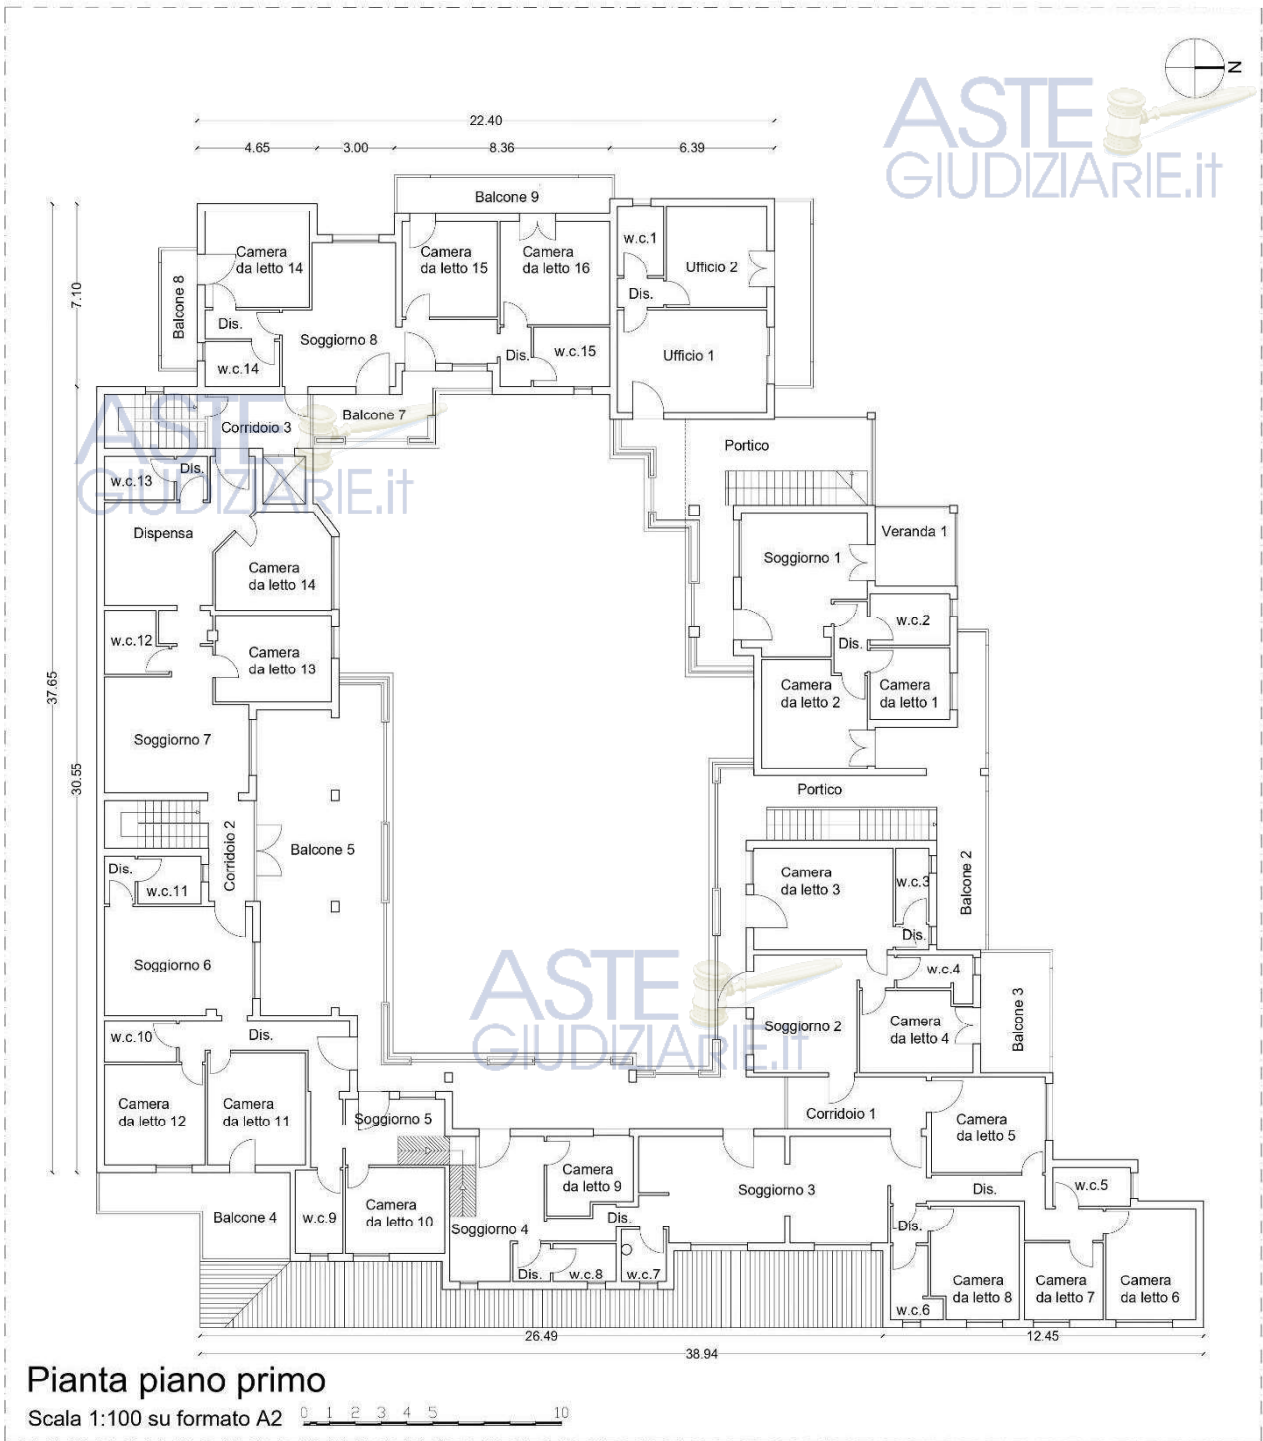 N
ASTE
GIUDIZIARIE.it
22.40
4.65
3.00
8.36
6.39
Balcone 9
w.c.1
Camera
da letto 14
Camera
da letto 15
Camera
da letto 16
Ufficio 2
Balcone 8
7.10
Dis.
Dis.
Soggiorno 8
Dis.
w.c.15
Ufficio 1
w.c.14
ASTE
GIUDIZIARIE.it
Corridoio 3
Balcone 7
Portico
w.c.13
Dis.
Dispensa
Camera
da letto 14
Soggiorno 1
Veranda 1
w.c.12
Camera
da letto 13
w.c.2
Dis.
Camera
da letto 2
Camera
da letto 1
37.65
30.55
Soggiorno 7
Portico
Corridoio 2
Balcone 5
Dis.
w.c.11
Camera
da letto 3
w.c.3
Balcone 2
Dis.
Soggiorno 6
ASTE
GIUDIZIARIE.it
w.c.4
Soggiorno 2
Camera
da letto 4
Balcone 3
w.c.10
Dis.
Camera
da letto 12
Camera
da letto 11
Soggiorno 5
Corridoio 1
Camera
da letto 5
Camera
da letto 9
Soggiorno 3
Dis.
w.c.5
Balcone 4
w.c.9
Camera
da letto 10
Soggiorno 4
Dis.
Dis.
Dis.
w.c.8
w.c.7
w.c.6
Camera
da letto 8
Camera
da letto 7
Camera
da letto 6
26.49
12.45
38.94
Pianta piano primo
Scala 1:100 su formato A2
0 1 2 3 4 5 10